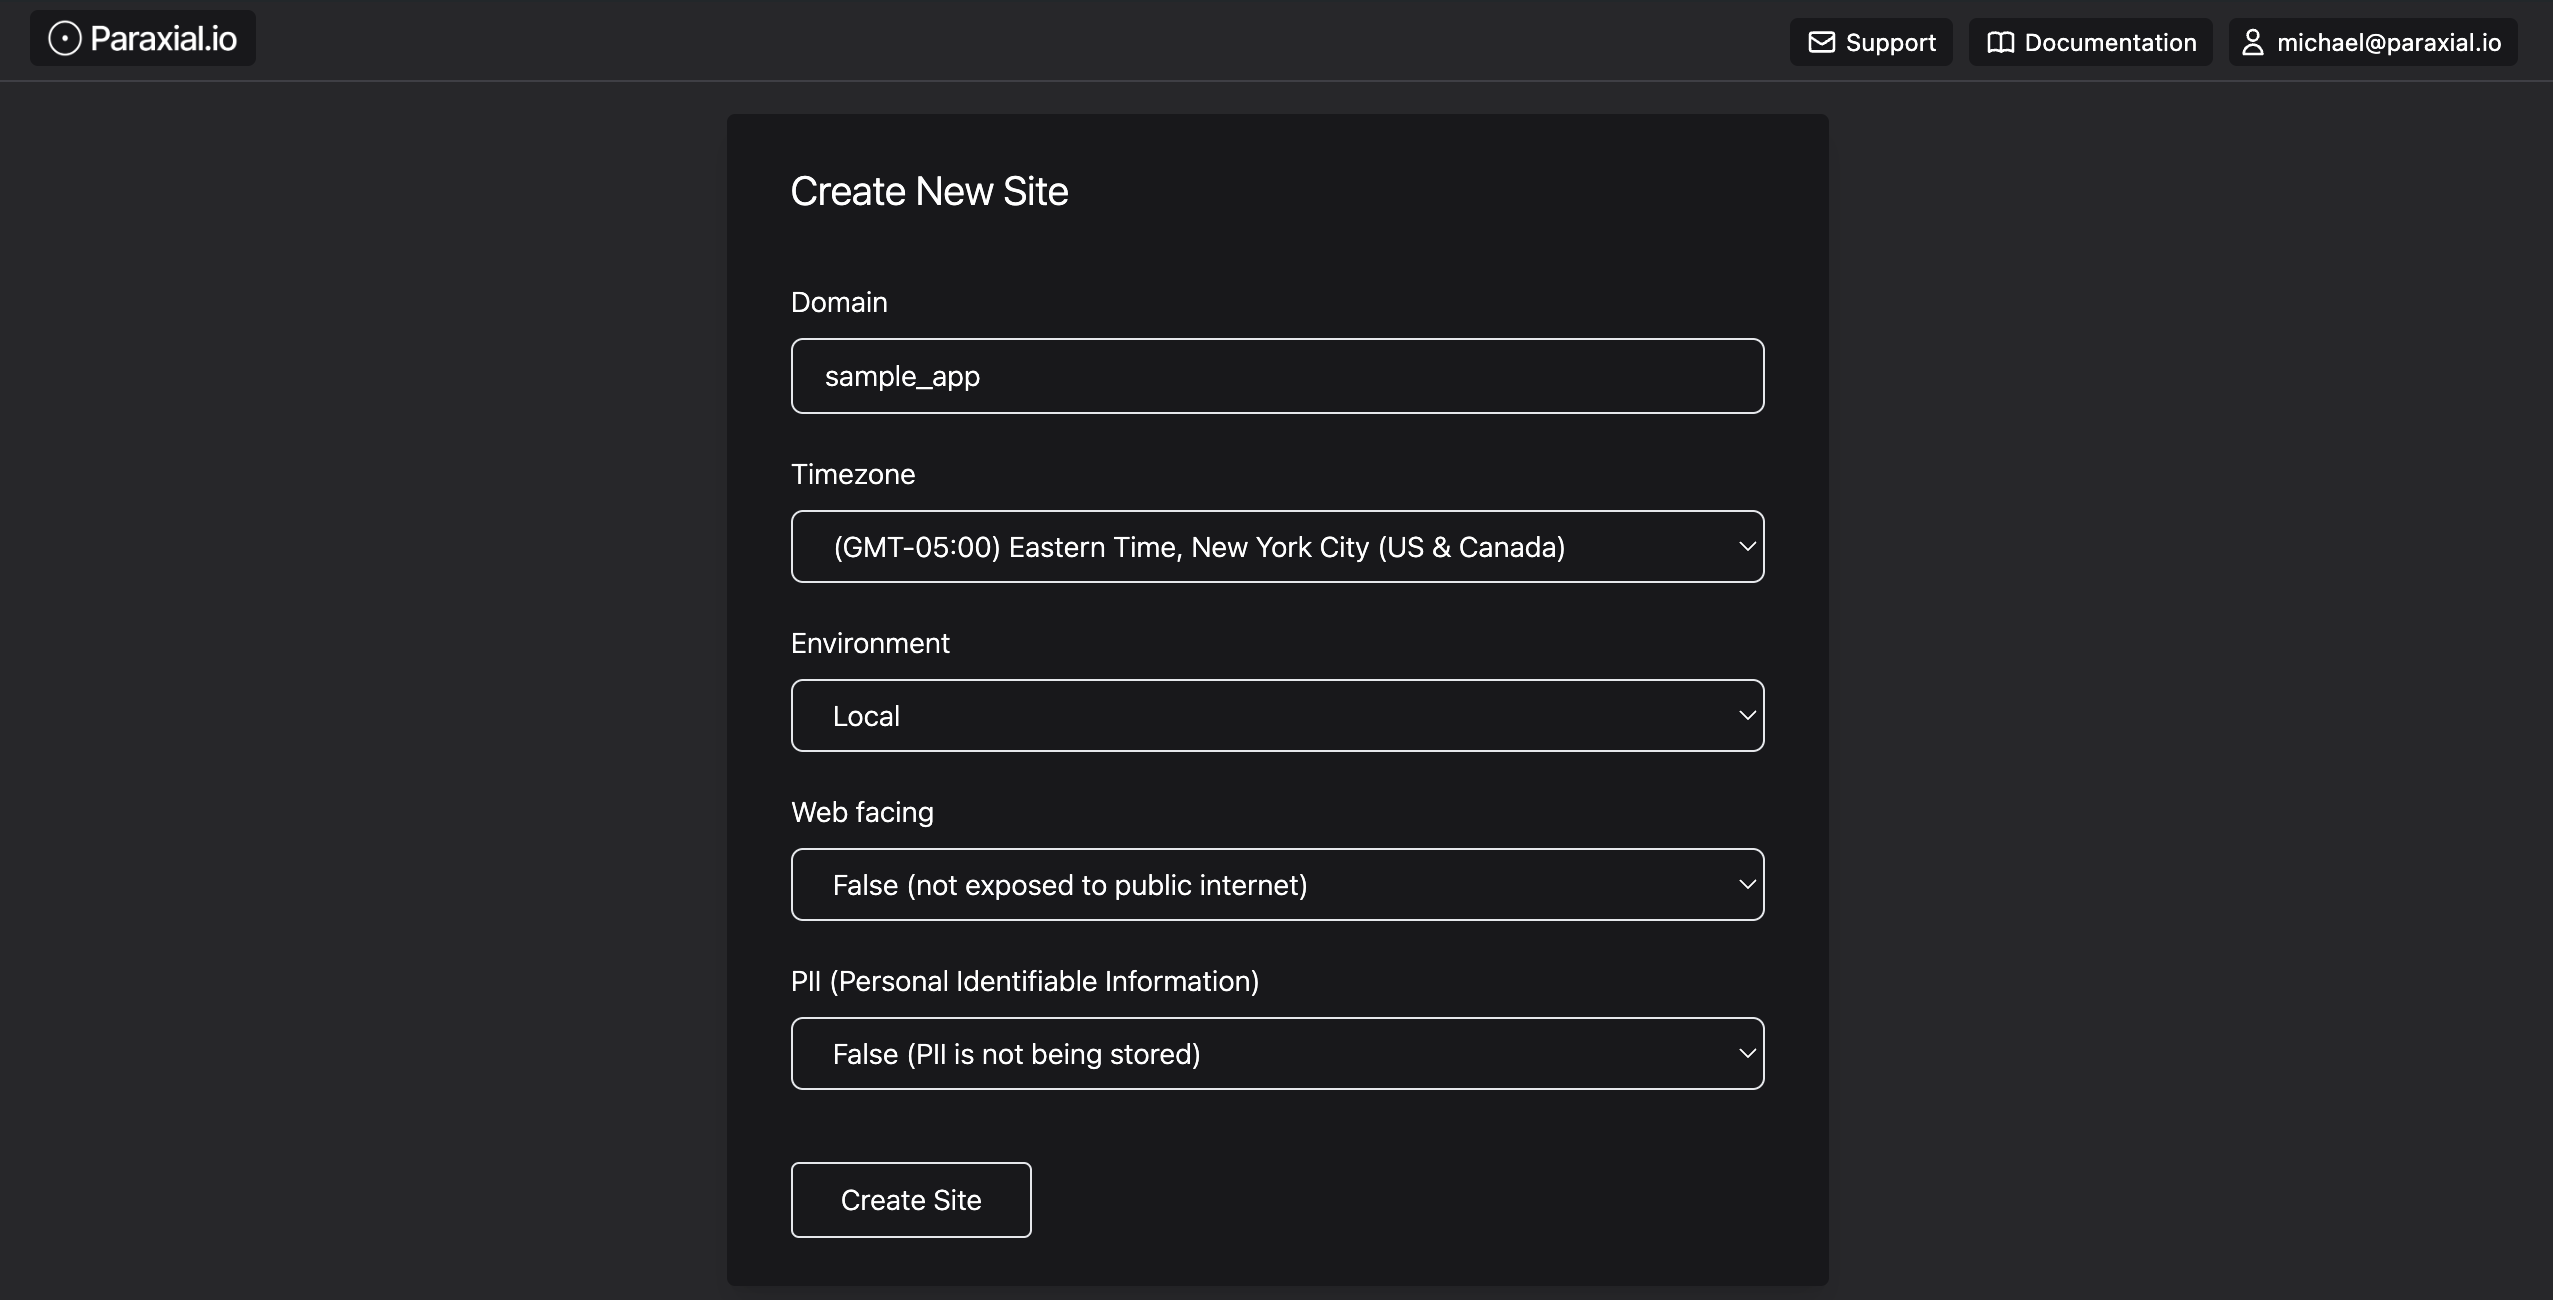 Paraxial.io
Support
Documentation
michael@paraxial.io
Create New Site
Domain
sample_app
Timezone
(GMT-05:00) Eastern Time, New York City (US & Canada)
Environment
Local
Web facing
False (not exposed to public internet)
PII (Personal Identifiable Information)
False (PII is not being stored)
Create Site